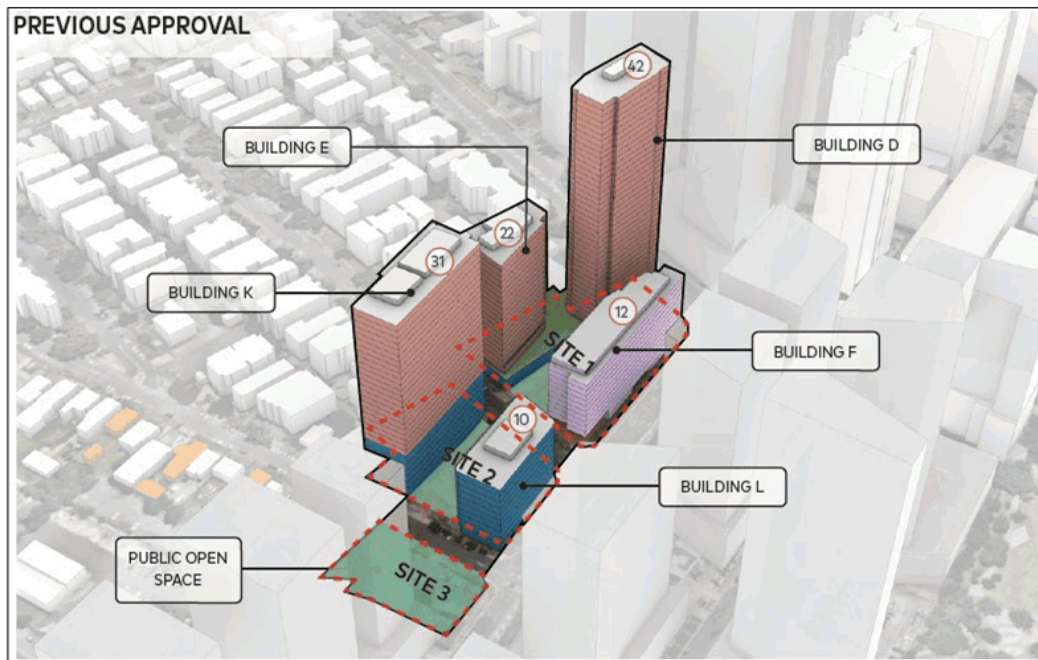 PREVIOUS APPROVAL
42
BUILDING E
BUILDING D
22
31
BUILDING K
12
SITE 1
BUILDING F
10
SITE 2
BUILDING L
PUBLIC OPEN
SPACE
SITE 3